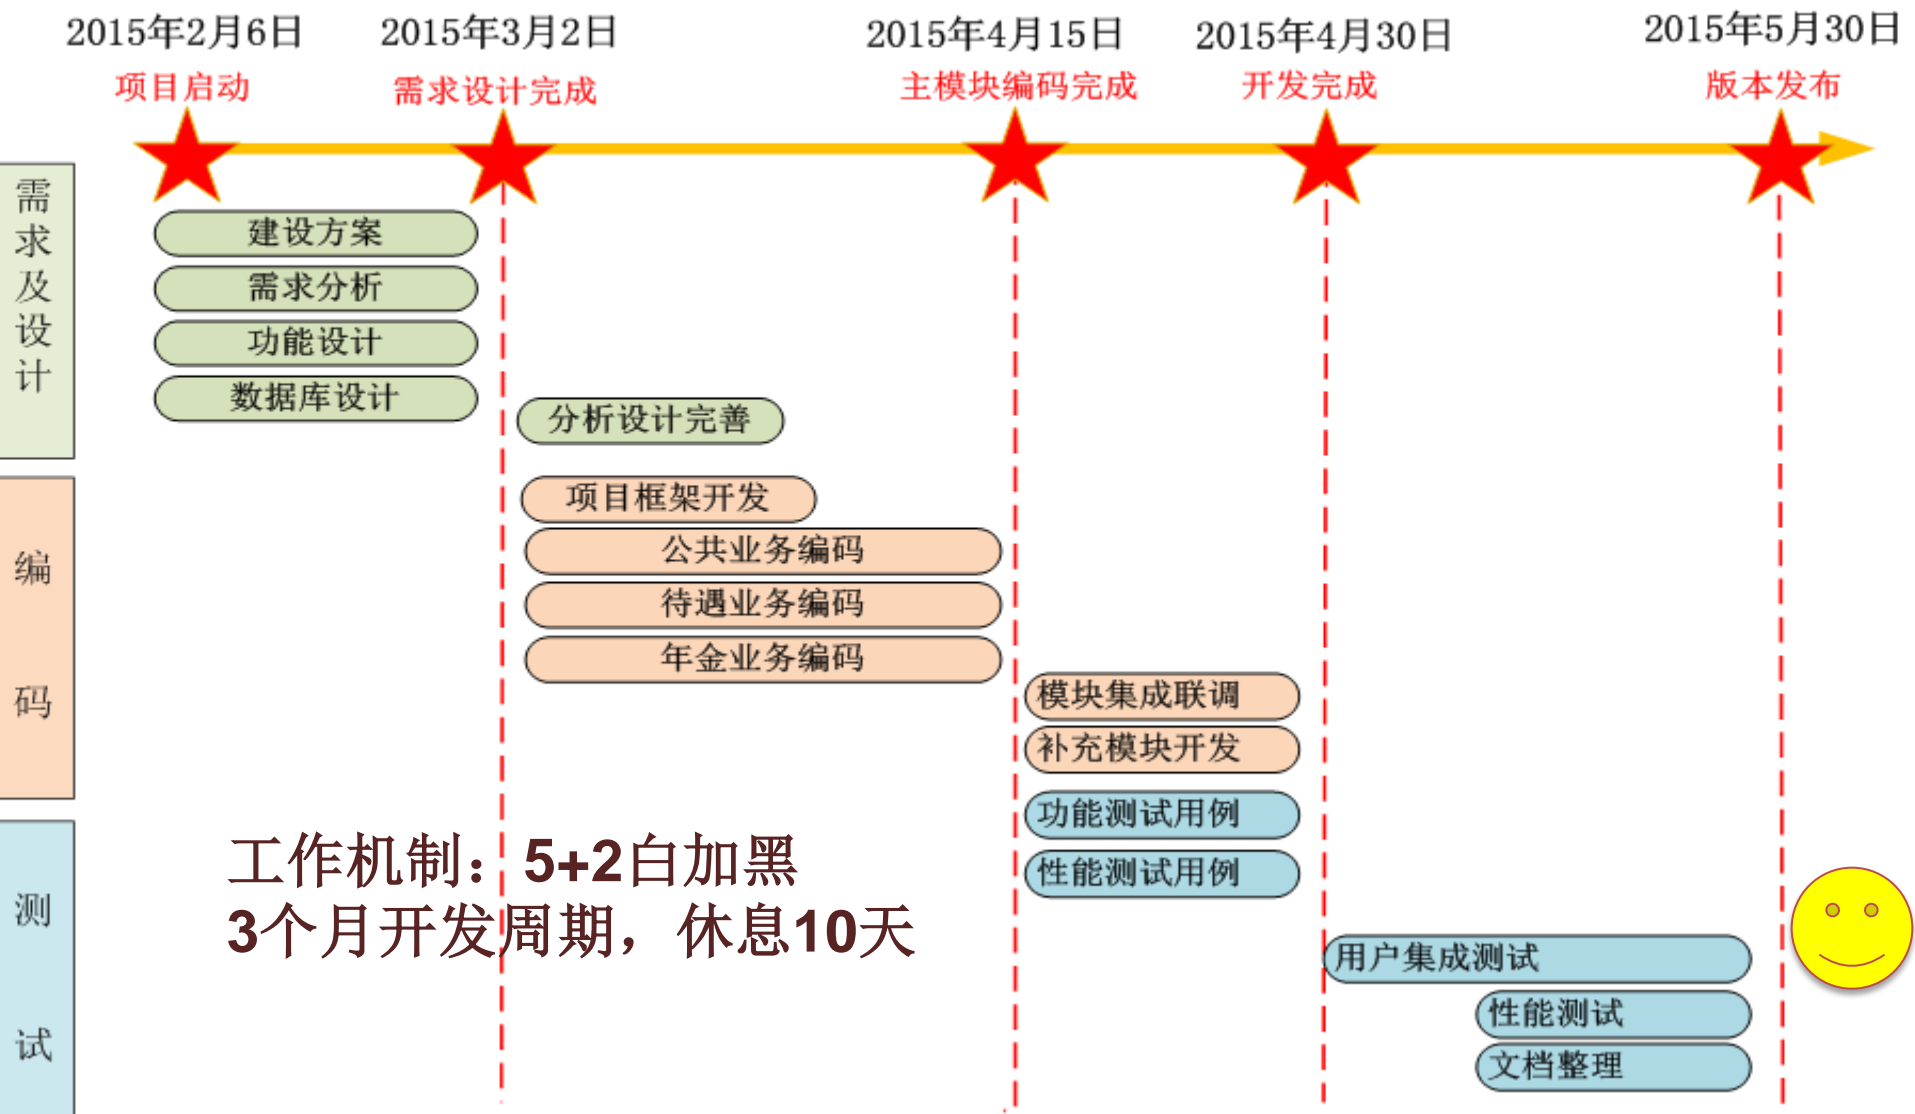 2015年2月6日
2015年3月2日
2015年4月15日
2015年4月30日
2015年5月30日
项目启动
需求设计完成
主模块编码完成
开发完成
版本发布
需求及设计
建设方案
需求分析
功能设计
数据库设计
分析设计完善
编码
项目框架开发
公共业务编码
待遇业务编码
年金业务编码
模块集成联调
补充模块开发
测试
功能测试用例
性能测试用例
工作机制：5+2白加黑
3个月开发周期，休息10天
用户集成测试
性能测试
文档整理